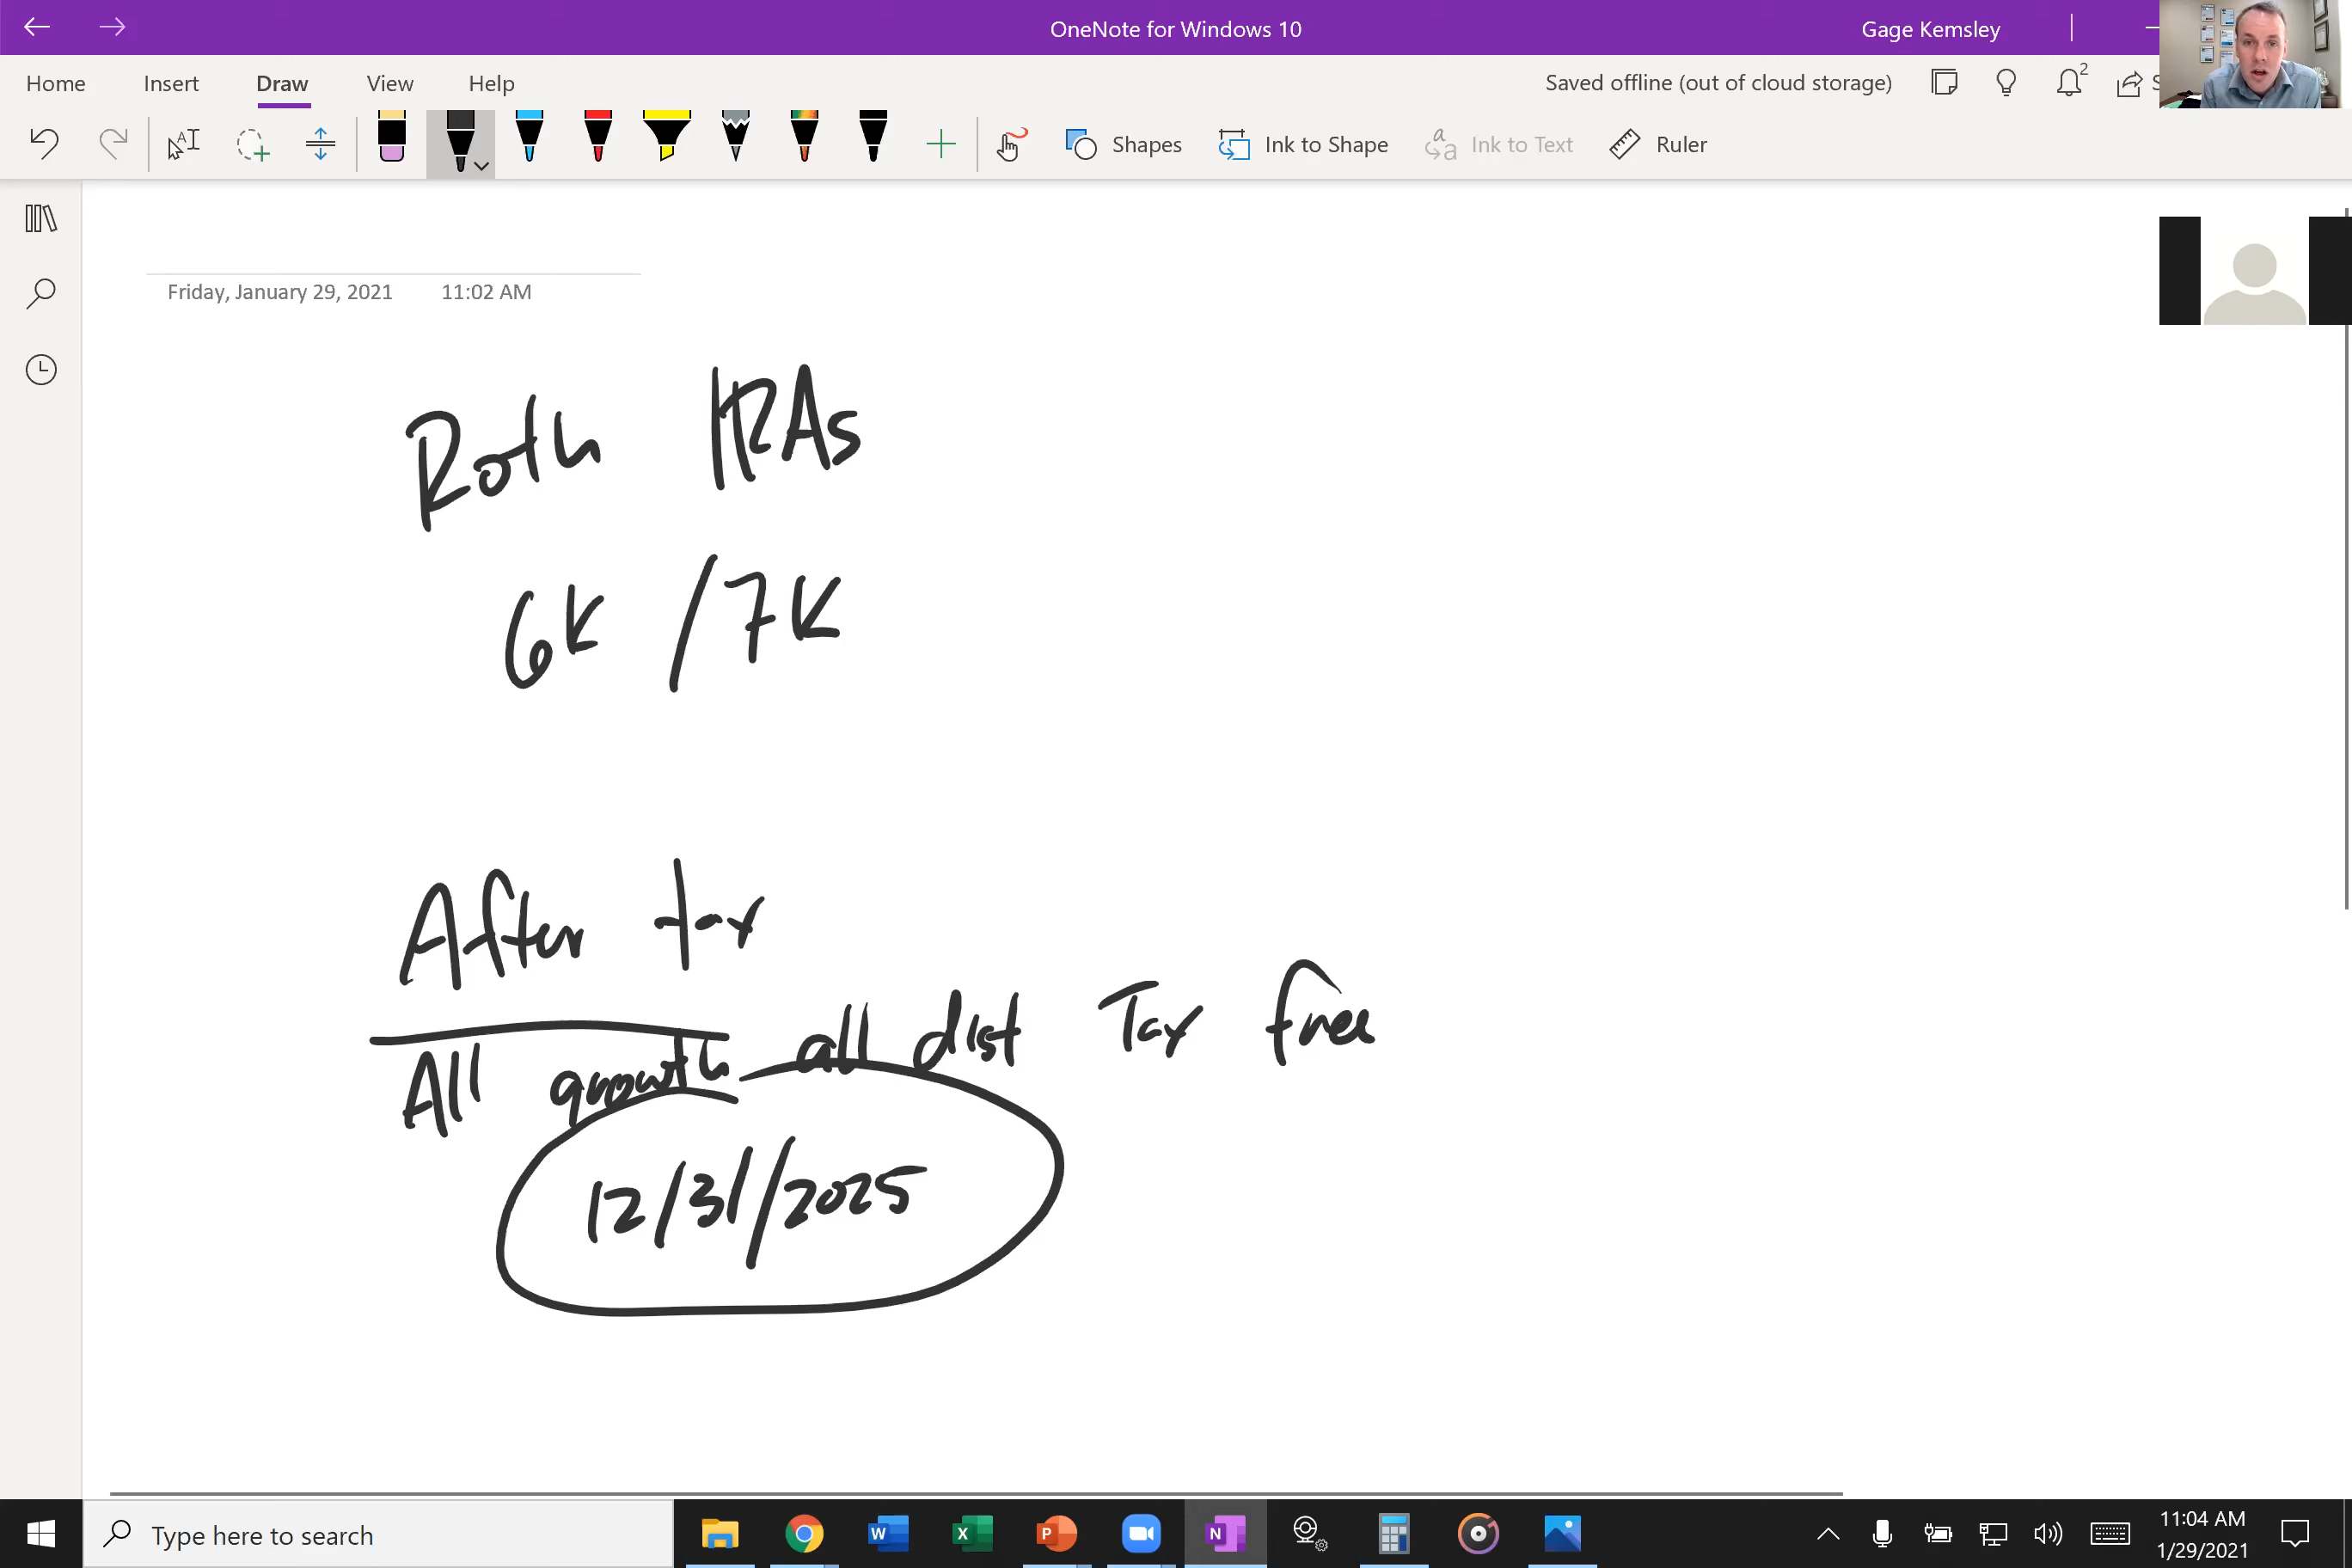 OneNote for Windows 10
Gage Kemsley
Home Insert Draw View Help
Saved offline (out of cloud storage)
2
Shapes
Ink to Shape
Ink to Text
Ruler
Friday, January 29, 2021 11:02 AM
Roth IRAs
6K / 7K
After tax
All growth all dist Tax free
12/31/2025
Type here to search
11:04 AM
1/29/2021